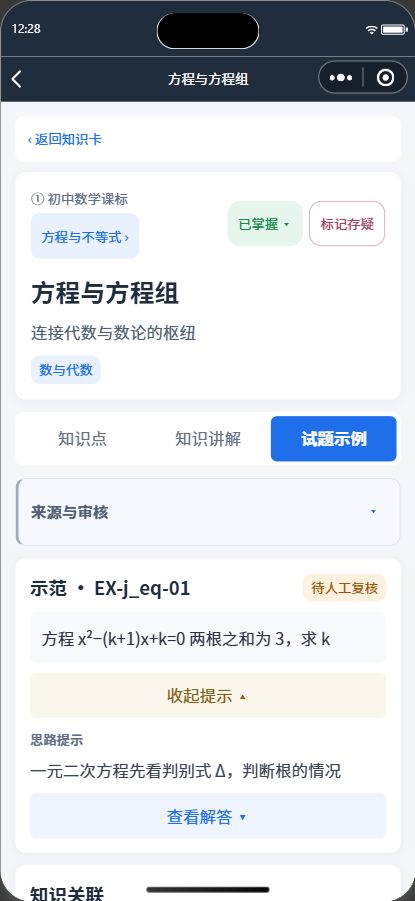 12:28
方程与方程组
‹ 返回知识卡
① 初中数学课标
方程与不等式 ›
已掌握 ▾
标记存疑
方程与方程组
连接代数与数论的枢纽
数与代数
知识点
知识讲解
试题示例
来源与审核
示范 • EX-j_eq-01
待人工复核
方程 x²−(k+1)x+k=0 两根之和为 3，求 k
收起提示 ▴
思路提示
一元二次方程先看判别式 Δ，判断根的情况
查看解答 ▾
知识关联